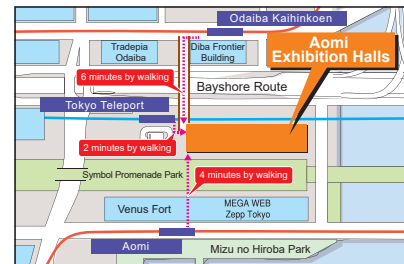 Odaiba Kaihinkoen
Tradepia
Odaiba
Diba Frontier
Building
Aomi
Exhibition Halls
6 minutes by walking
Bayshore Route
Tokyo Teleport
2 minutes by walking
Symbol Promenade Park
4 minutes by walking
Venus Fort
MEGA WEB
Zepp Tokyo
Aomi
Mizu no Hiroba Park